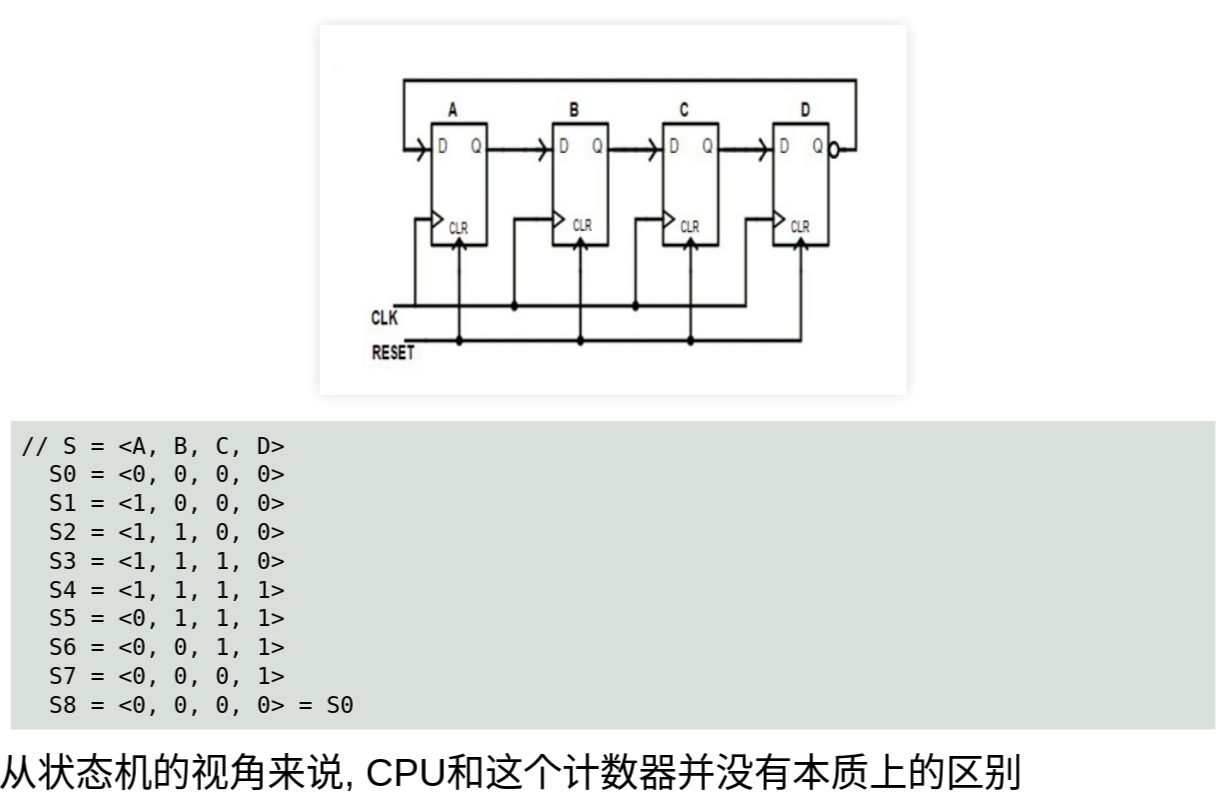 A B C D
D Q D Q D Q D Q
CLR CLR CLR CLR
CLK
RESET
// S = <A, B, C, D>
S0 = <0, 0, 0, 0>
S1 = <1, 0, 0, 0>
S2 = <1, 1, 0, 0>
S3 = <1, 1, 1, 0>
S4 = <1, 1, 1, 1>
S5 = <0, 1, 1, 1>
S6 = <0, 0, 1, 1>
S7 = <0, 0, 0, 1>
S8 = <0, 0, 0, 0> = S0
从状态机的视角来说, CPU和这个计数器并没有本质上的区别